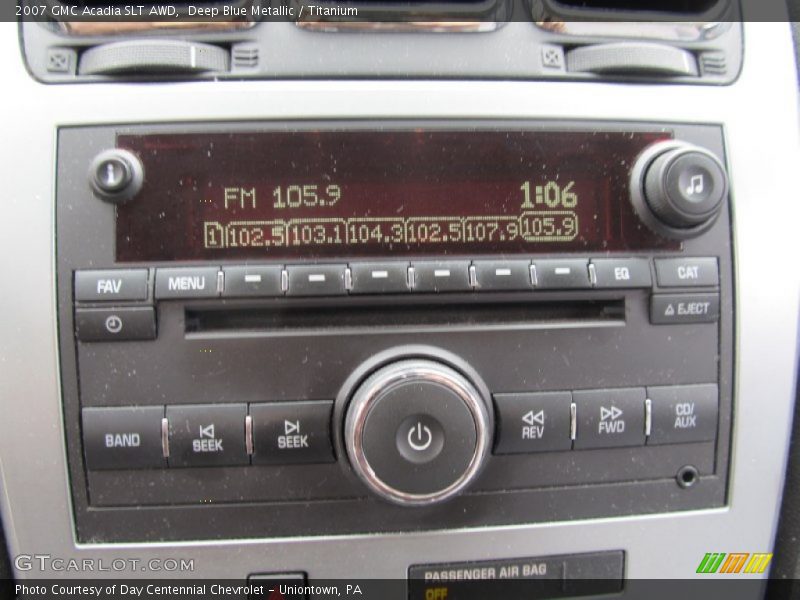 2007 GMC Acadia SLT AWD,  Deep Blue Metallic / Titanium
i
FM 105.9 1:06
1 102.5 103.1 104.3 102.5 107.9 105.9
FAV MENU EQ CAT
EJECT
BAND SEEK SEEK REV FWD CD/
AUX
GTCARLOT.COM
PASSENGER AIR BAG
OFF
Photo Courtesy of Day Centennial Chevrolet - Uniontown, PA